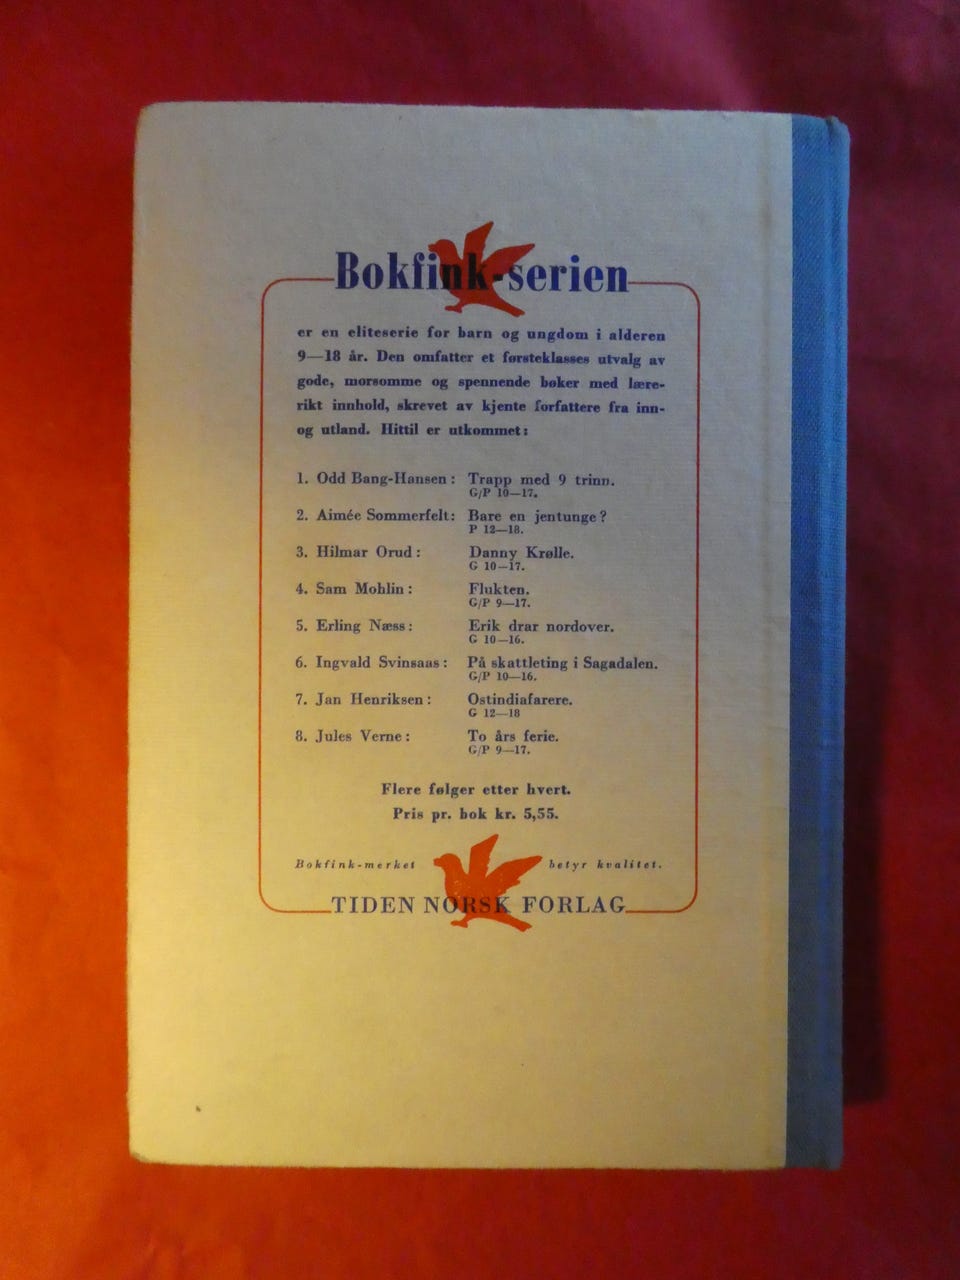 Bokfink-serien
er en eliteserie for barn og ungdom i alderen
9—18 år. Den omfatter et førsteklasses utvalg av
gode, morsomme og spennende bøker med lære-
rikt innhold, skrevet av kjente forfattere fra inn-
og utland. Hittil er utkommet:
1. Odd Bang-Hansen: Trapp med 9 trinn.
G/P 10—17.
2. Aimée Sommerfelt: Bare en jentunge?
P 12—18.
3. Hilmar Orud: Danny Krølle.
G 10—17.
4. Sam Mohlin: Flukten.
G/P 9—17.
5. Erling Næss: Erik drar nordover.
G 10—16.
6. Ingvald Svinsaas: På skattleting i Sagadalen.
G/P 10—16.
7. Jan Henriksen: Ostindiafarere.
G 12—18
8. Jules Verne: To års ferie.
G/P 9—17.
Flere følger etter hvert.
Pris pr. bok kr. 5,55.
Bokfink-merket betyr kvalitet.
TIDEN NORSK FORLAG